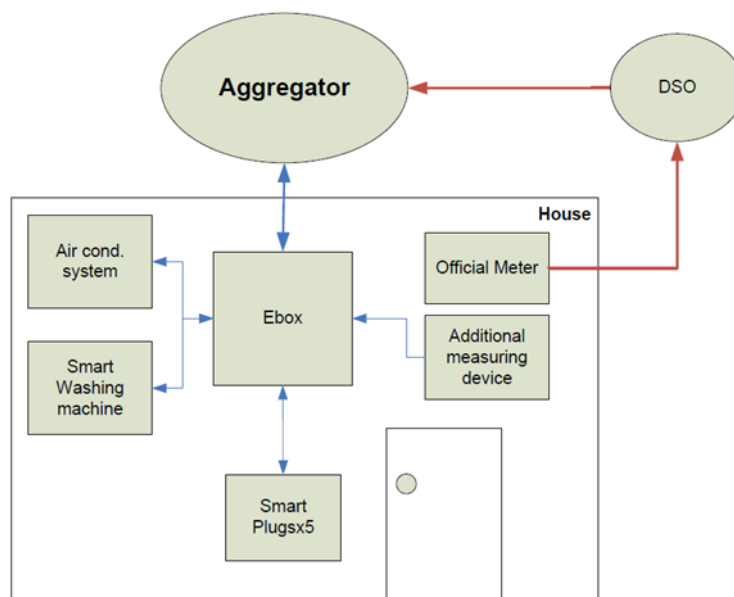 Aggregator
DSO
House
Air cond.
system
Official Meter
Ebox
Additional
measuring
device
Smart
Washing
machine
Smart
Plugsx5